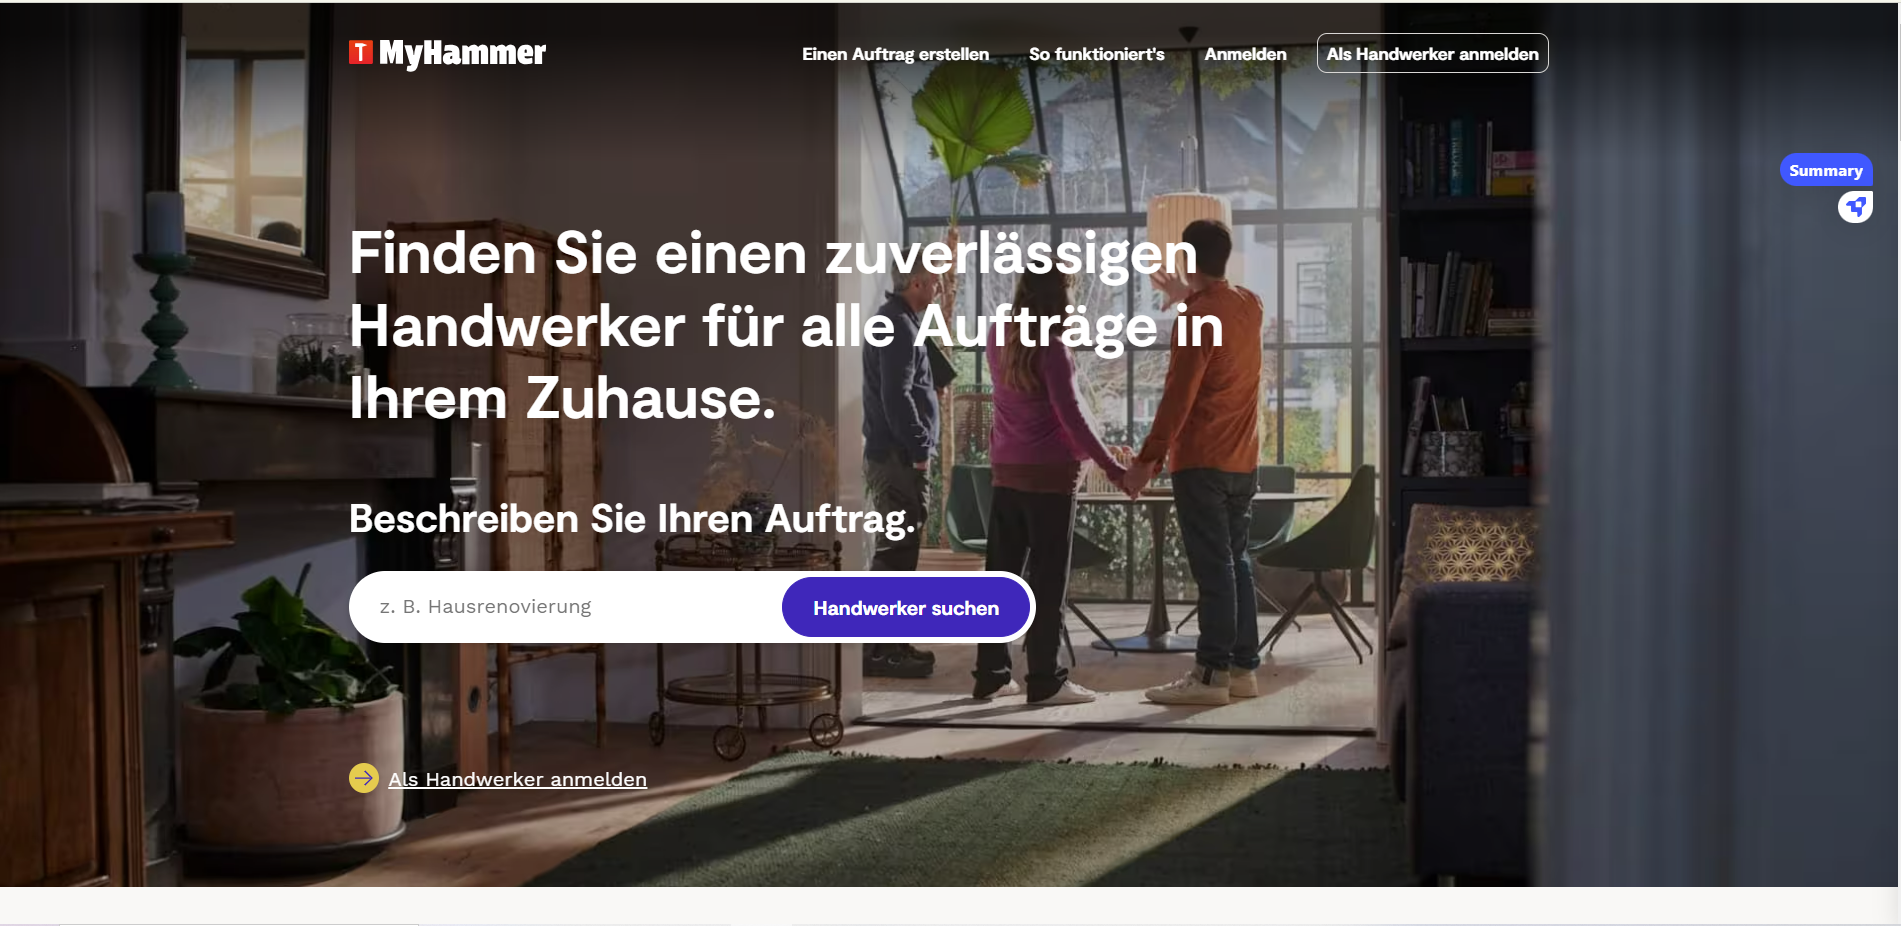 MyHammer
Einen Auftrag erstellen
So funktioniert's
Anmelden
Als Handwerker anmelden
Summary
Finden Sie einen zuverlässigen
Handwerker für alle Aufträge in
Ihrem Zuhause.
Beschreiben Sie Ihren Auftrag.
z. B. Hausrenovierung
Handwerker suchen
Als Handwerker anmelden